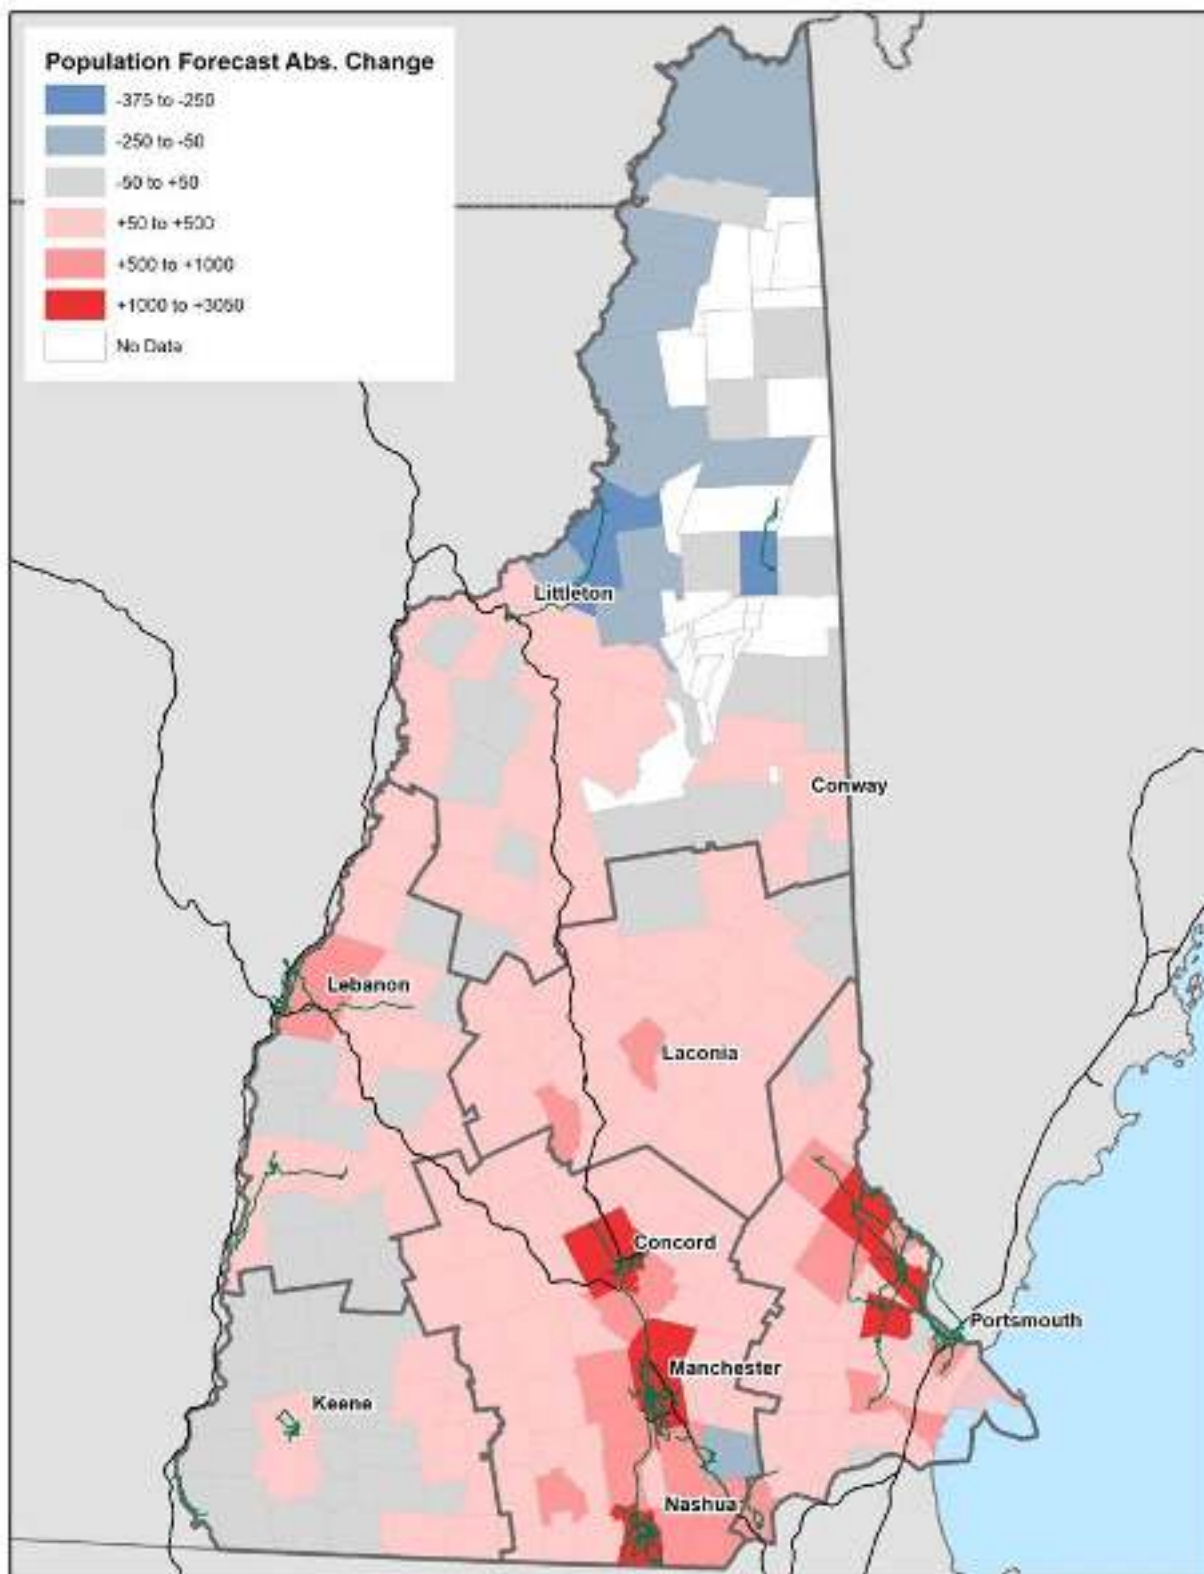 Population Forecast Abs. Change
-375 to -250
-250 to -50
-50 to +50
+50 to +500
+500 to +1000
+1000 to +3050
No Data
Littleton
Conway
Lebanon
Laconia
Concord
Portsmouth
Manchester
Keene
Nashua